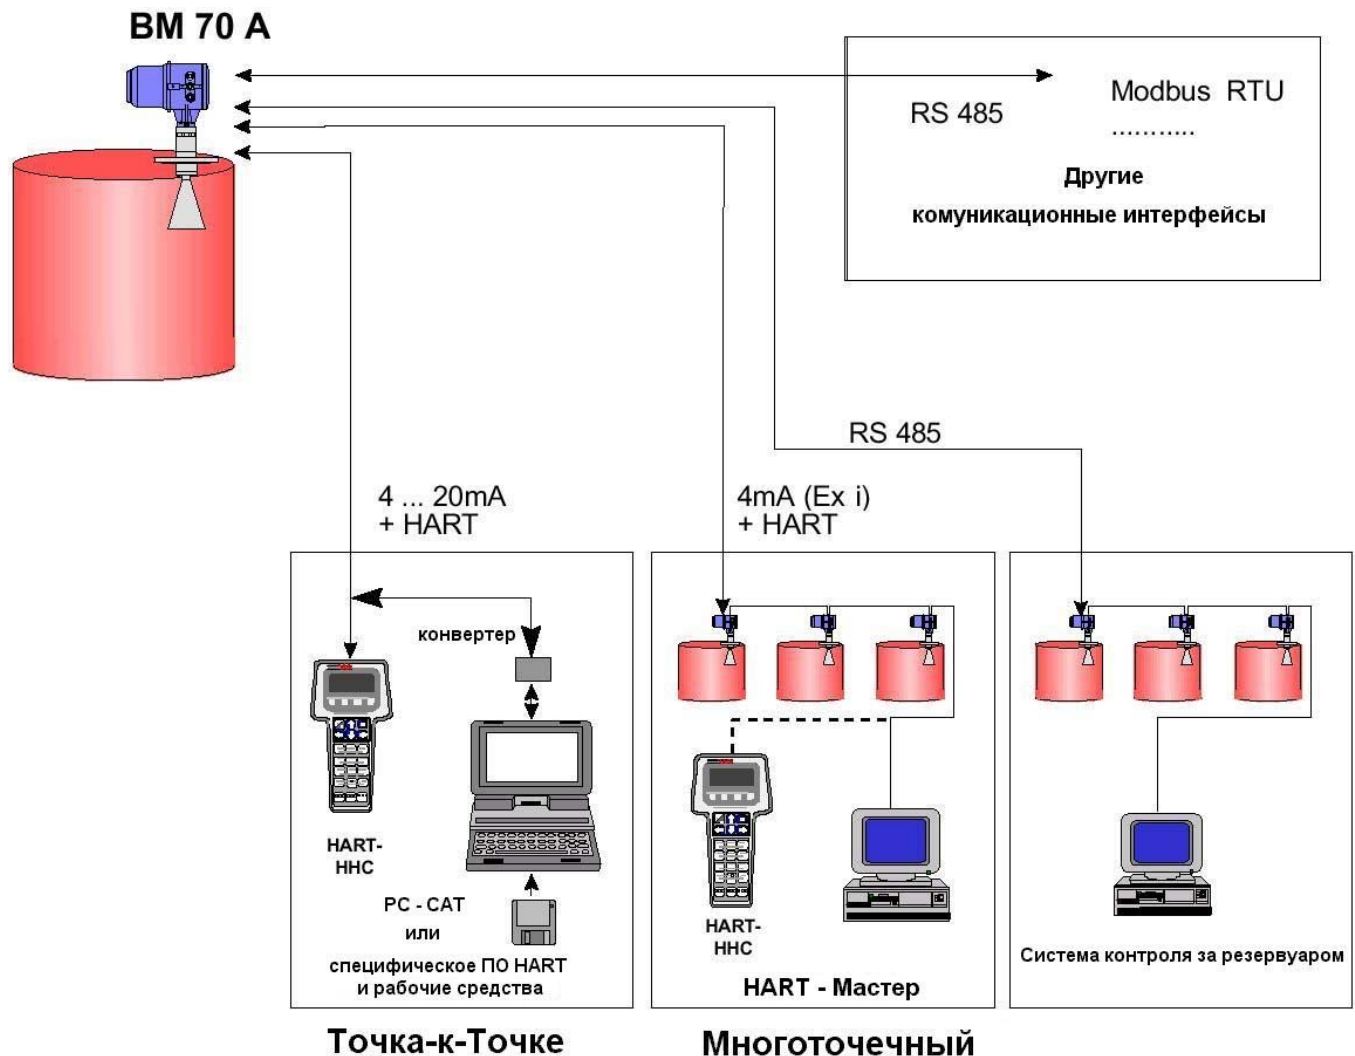 BM 70 A
RS 485
Modbus RTU
...........
Другие
комуникационные интерфейсы
RS 485
4 ... 20mA
+ HART
4mA (Ex i)
+ HART
конвертер
HART-
HHC
PC - CAT
или
специфическое ПО HART
и рабочие средства
HART-
HHC
HART - Мастер
Система контроля за резервуаром
Точка-к-Точке
Многоточечный